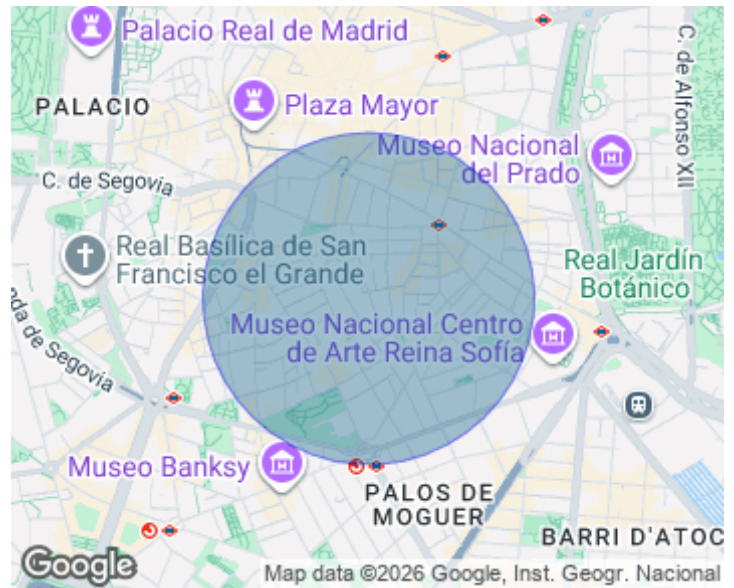 Palacio Real de Madrid
C. de Alfonso XII
PALACIO
Plaza Mayor
Museo Nacional
del Prado
C. de Segovia
Real Basílica de San
Francisco el Grande
Real Jardín
Botánico
nda de Segovia
Museo Nacional Centro
de Arte Reina Sofía
Museo Banksy
PALOS DE
MOGUER
BARRI D'ATOC
Google
Map data ©2026 Google, Inst. Geogr. Nacional